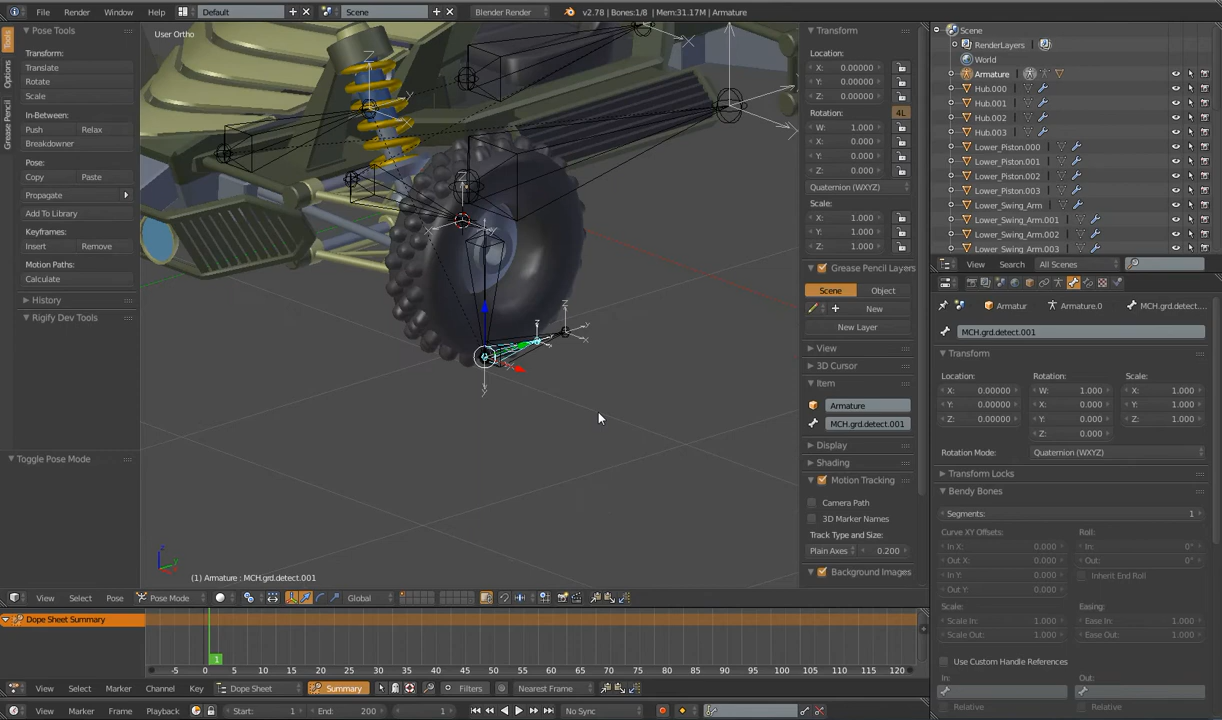 File Render Window Help Default Scene Blender Render v2.78 | Bones:1/8 | Mem:31.17M | Armature
Tools
Options
Grease Pencil
Pose Tools
Transform:
Translate
Rotate
Scale
In-Between:
Push Relax
Breakdowner
Pose:
Copy Paste
Propagate
Add To Library
Keyframes:
Insert Remove
Motion Paths:
Calculate
History
Rigify Dev Tools
Toggle Pose Mode
User Ortho
(1) Armature : MCH.grd.detect.001
View Select Pose Pose Mode Global
Transform
Location:
X: 0.00000
Y: 0.00000
Z: 0.00000
Rotation: 4L
W: 1.000
X: 0.000
Y: 0.000
Z: 0.000
Quaternion (WXYZ)
Scale:
X: 1.000
Y: 1.000
Z: 1.000
Grease Pencil Layers
Scene Object
New
New Layer
View
3D Cursor
Item
Armature
MCH.grd.detect.001
Display
Shading
Motion Tracking
Camera Path
3D Marker Names
Track Type and Size:
Plain Axes 0.200
Background Images
Scene
RenderLayers
World
Armature
Hub.000
Hub.001
Hub.002
Hub.003
Lower_Piston.000
Lower_Piston.001
Lower_Piston.002
Lower_Piston.003
Lower_Swing_Arm
Lower_Swing_Arm.001
Lower_Swing_Arm.002
Lower_Swing_Arm.003
View Search All Scenes
Armatur Armature.0 MCH.grd.detect....
MCH.grd.detect.001
Transform
Location: Rotation: Scale:
X: 0.00000 W: 1.000 X: 1.000
Y: 0.00000 X: 0.000 Y: 1.000
Z: 0.00000 Y: 0.000 Z: 1.000
Z: 0.000
Rotation Mode: Quaternion (WXYZ)
Transform Locks
Bendy Bones
Segments: 1
Curve XY Offsets: Roll:
In X: 0.000 In: 0°
Out X: 0.000 Out: 0°
In Y: 0.000 Inherit End Roll
Out Y: 0.000
Scale: Easing:
Scale In: 1.000 Ease In: 1.000
Scale Out: 1.000 Ease Out: 1.000
Use Custom Handle References
In: Out:
Relative Relative
Dope Sheet Summary
1
-5 0 5 10 15 20 25 30 35 40 45 50 55 60 65 70 75 80 85 90 95 100 105 110 115 120
View Select Marker Channel Key Dope Sheet Summary Filters Nearest Frame
View Marker Frame Playback Start: 1 End: 200 1 No Sync